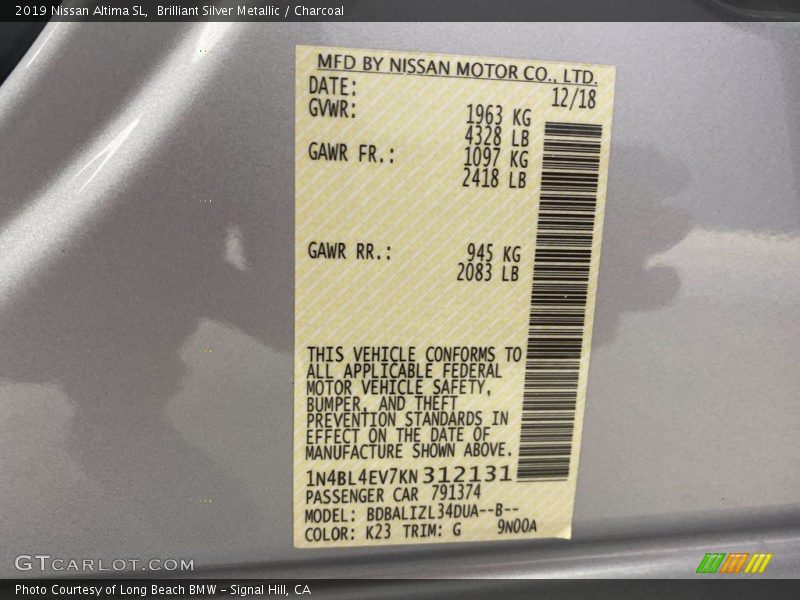 2019 Nissan Altima SL,  Brilliant Silver Metallic / Charcoal
MFD BY NISSAN MOTOR CO., LTD.
DATE: 12/18
GVWR: 1963 KG
4328 LB
GAWR FR.: 1097 KG
2418 LB
GAWR RR.: 945 KG
2083 LB
THIS VEHICLE CONFORMS TO
ALL APPLICABLE FEDERAL
MOTOR VEHICLE SAFETY,
BUMPER, AND THEFT
PREVENTION STANDARDS IN
EFFECT ON THE DATE OF
MANUFACTURE SHOWN ABOVE.
1N4BL4EV7KN312131
PASSENGER CAR 791374
MODEL: BDBALIZL34DUA--B--
COLOR: K23 TRIM: G 9N00A
GTCARLOT.COM
Photo Courtesy of Long Beach BMW - Signal Hill, CA